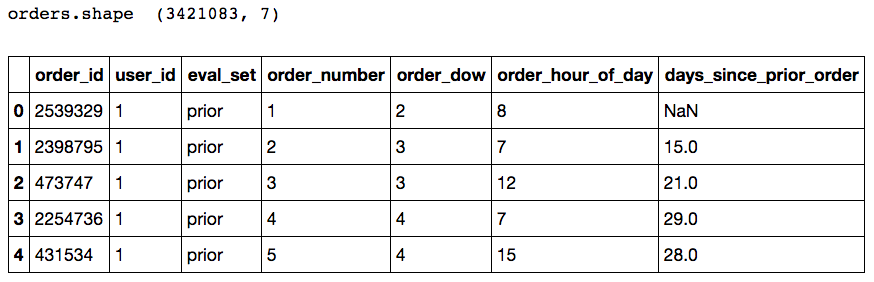 orders.shape (3421083, 7)
order_id user_id eval_set order_number order_dow order_hour_of_day days_since_prior_order
0 2539329 1 prior 1 2 8 NaN
1 2398795 1 prior 2 3 7 15.0
2 473747 1 prior 3 3 12 21.0
3 2254736 1 prior 4 4 7 29.0
4 431534 1 prior 5 4 15 28.0